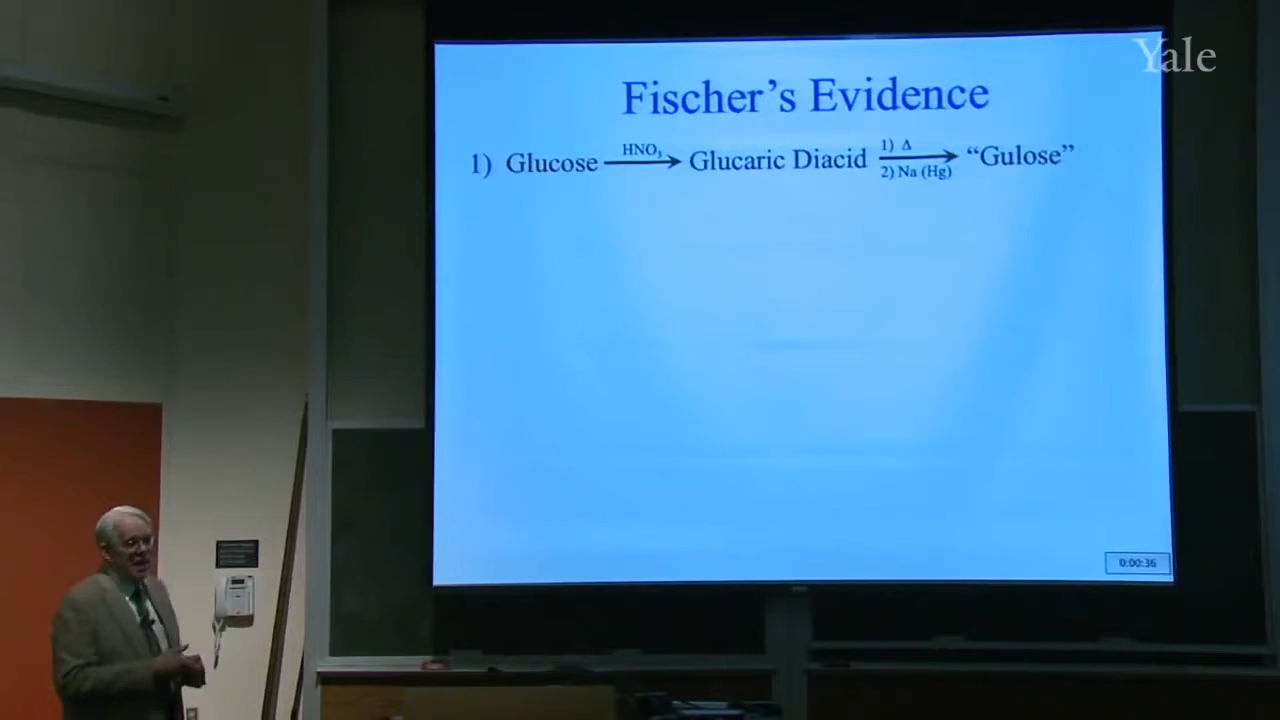 Yale
Fischer's Evidence
1) Glucose HNO₃ Glucaric Diacid 1) Δ 2) Na (Hg) “Gulose”
0:00:36